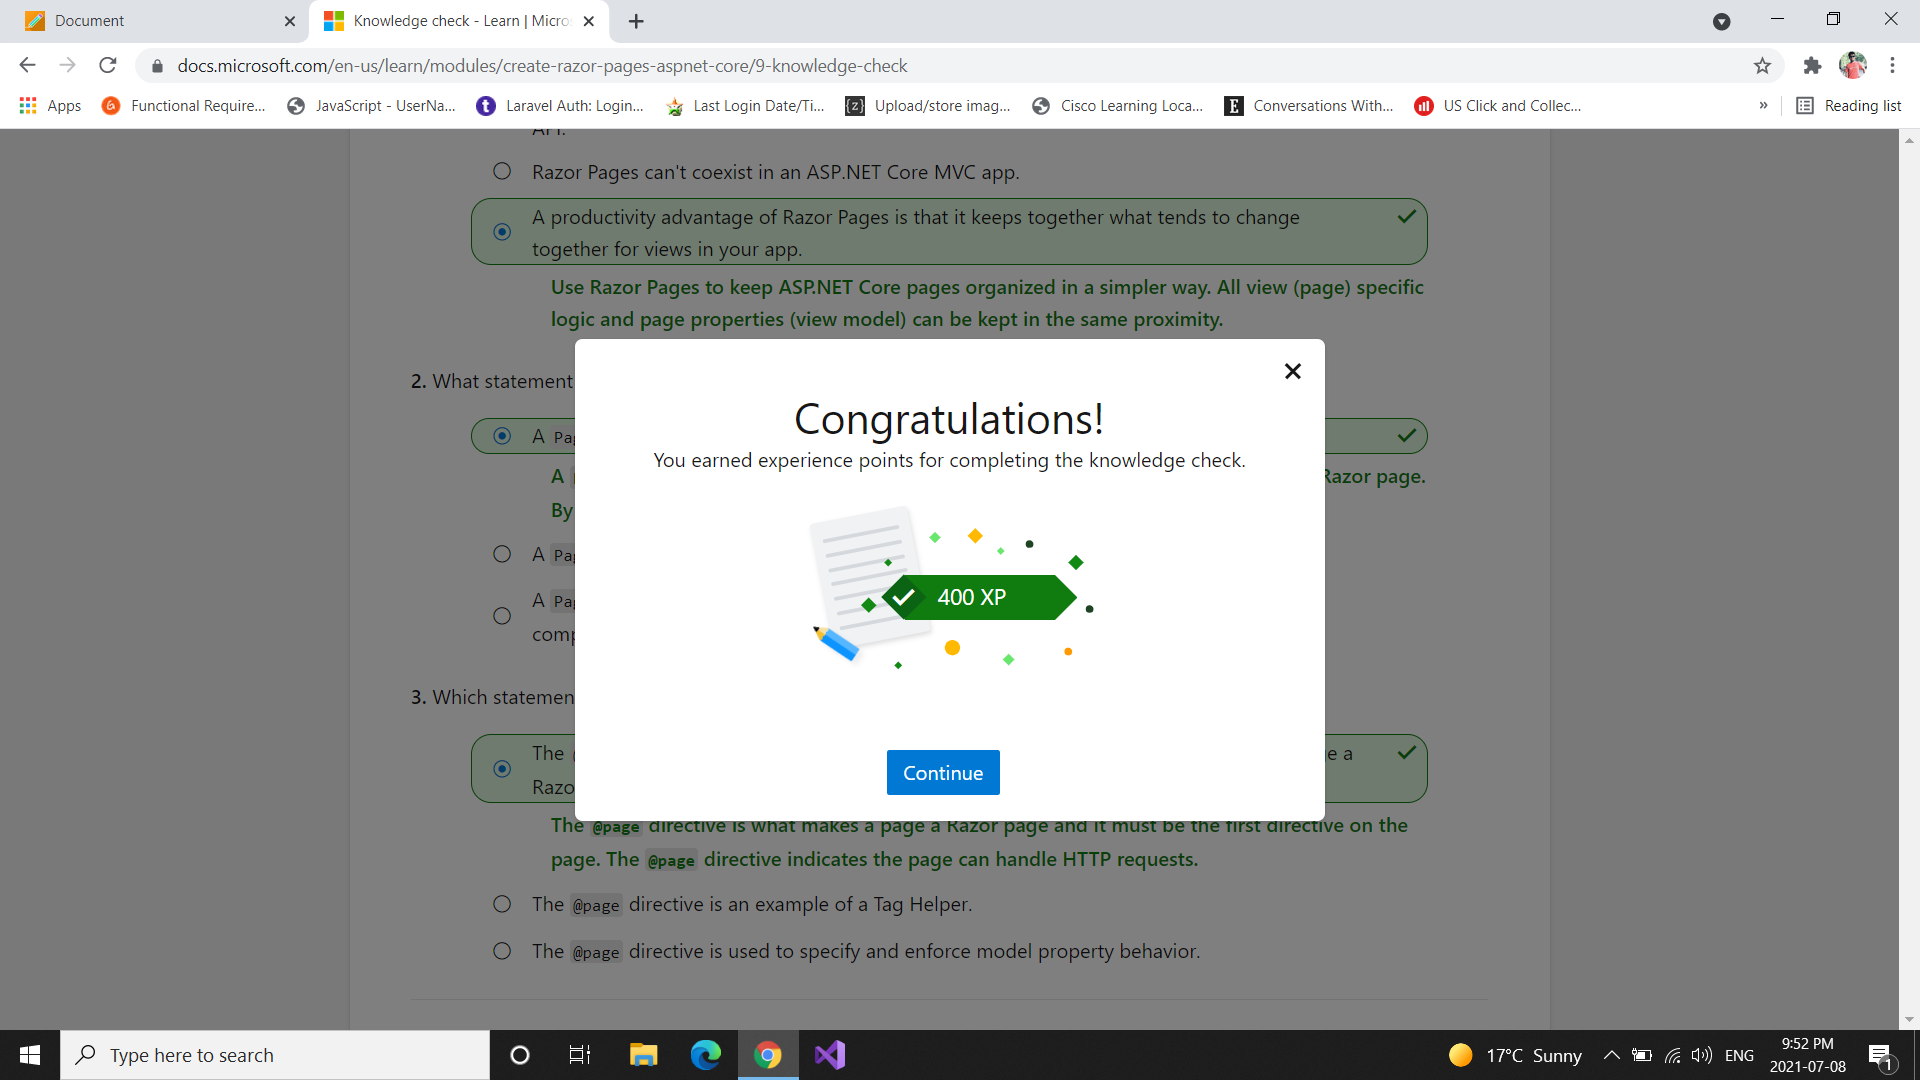 Document
Knowledge check - Learn | Micro
docs.microsoft.com/en-us/learn/modules/create-razor-pages-aspnet-core/9-knowledge-check
Apps
Functional Require...
JavaScript - UserNa...
Laravel Auth: Login...
Last Login Date/Ti...
Upload/store imag...
Cisco Learning Loca...
Conversations With...
US Click and Collec...
»
Reading list
API.
Razor Pages can't coexist in an ASP.NET Core MVC app.
A productivity advantage of Razor Pages is that it keeps together what tends to change
together for views in your app.
Use Razor Pages to keep ASP.NET Core pages organized in a simpler way. All view (page) specific
logic and page properties (view model) can be kept in the same proximity.
2. What statement
A Pag
A
Razor page.
By
A Pag
A Pag
comp
3. Which statemen
The
e a
Razo
Congratulations!
You earned experience points for completing the knowledge check.
400 XP
Continue
The @page directive is what makes a page a Razor page and it must be the first directive on the
page. The @page directive indicates the page can handle HTTP requests.
The @page directive is an example of a Tag Helper.
The @page directive is used to specify and enforce model property behavior.
Type here to search
17°C Sunny
ENG
9:52 PM
2021-07-08
1